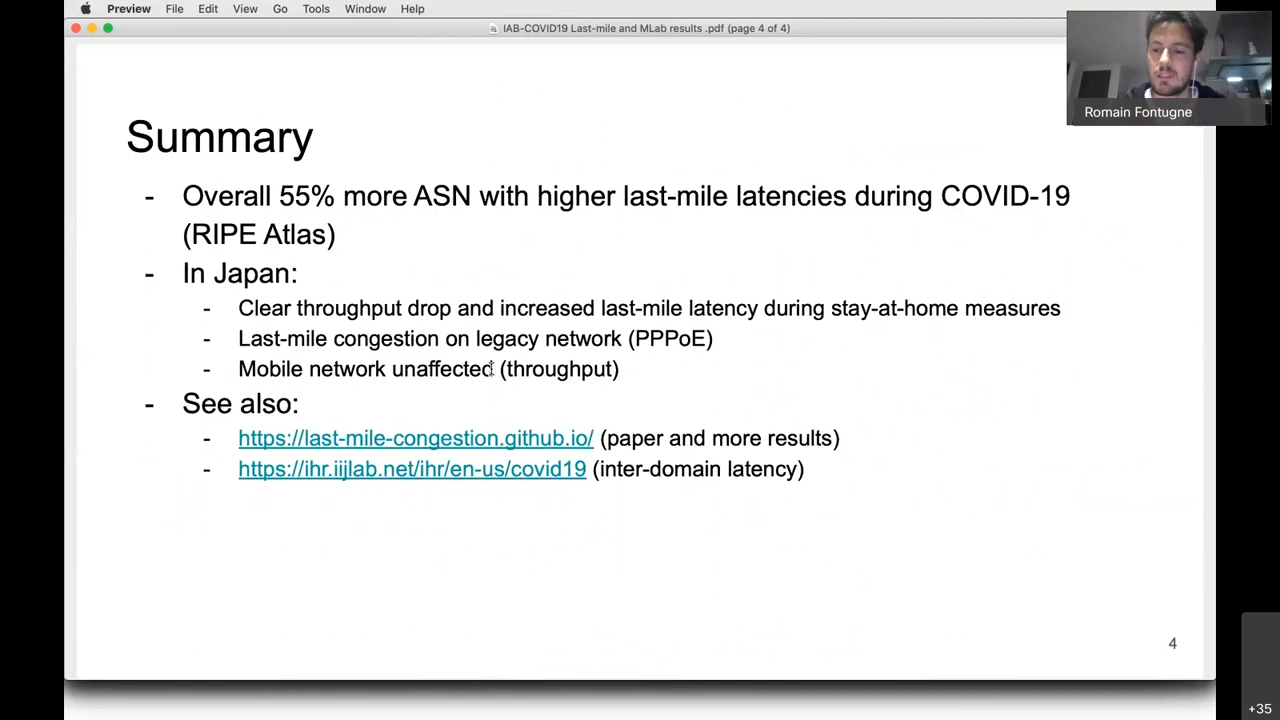 Preview File Edit View Go Tools Window Help
IAB-COVID19 Last-mile and MLab results .pdf (page 4 of 4)
Romain Fontugne
Summary
- Overall 55% more ASN with higher last-mile latencies during COVID-19
(RIPE Atlas)
- In Japan:
- Clear throughput drop and increased last-mile latency during stay-at-home measures
- Last-mile congestion on legacy network (PPPoE)
- Mobile network unaffected (throughput)
- See also:
- https://last-mile-congestion.github.io/ (paper and more results)
- https://ihr.iijlab.net/ihr/en-us/covid19 (inter-domain latency)
4
+35